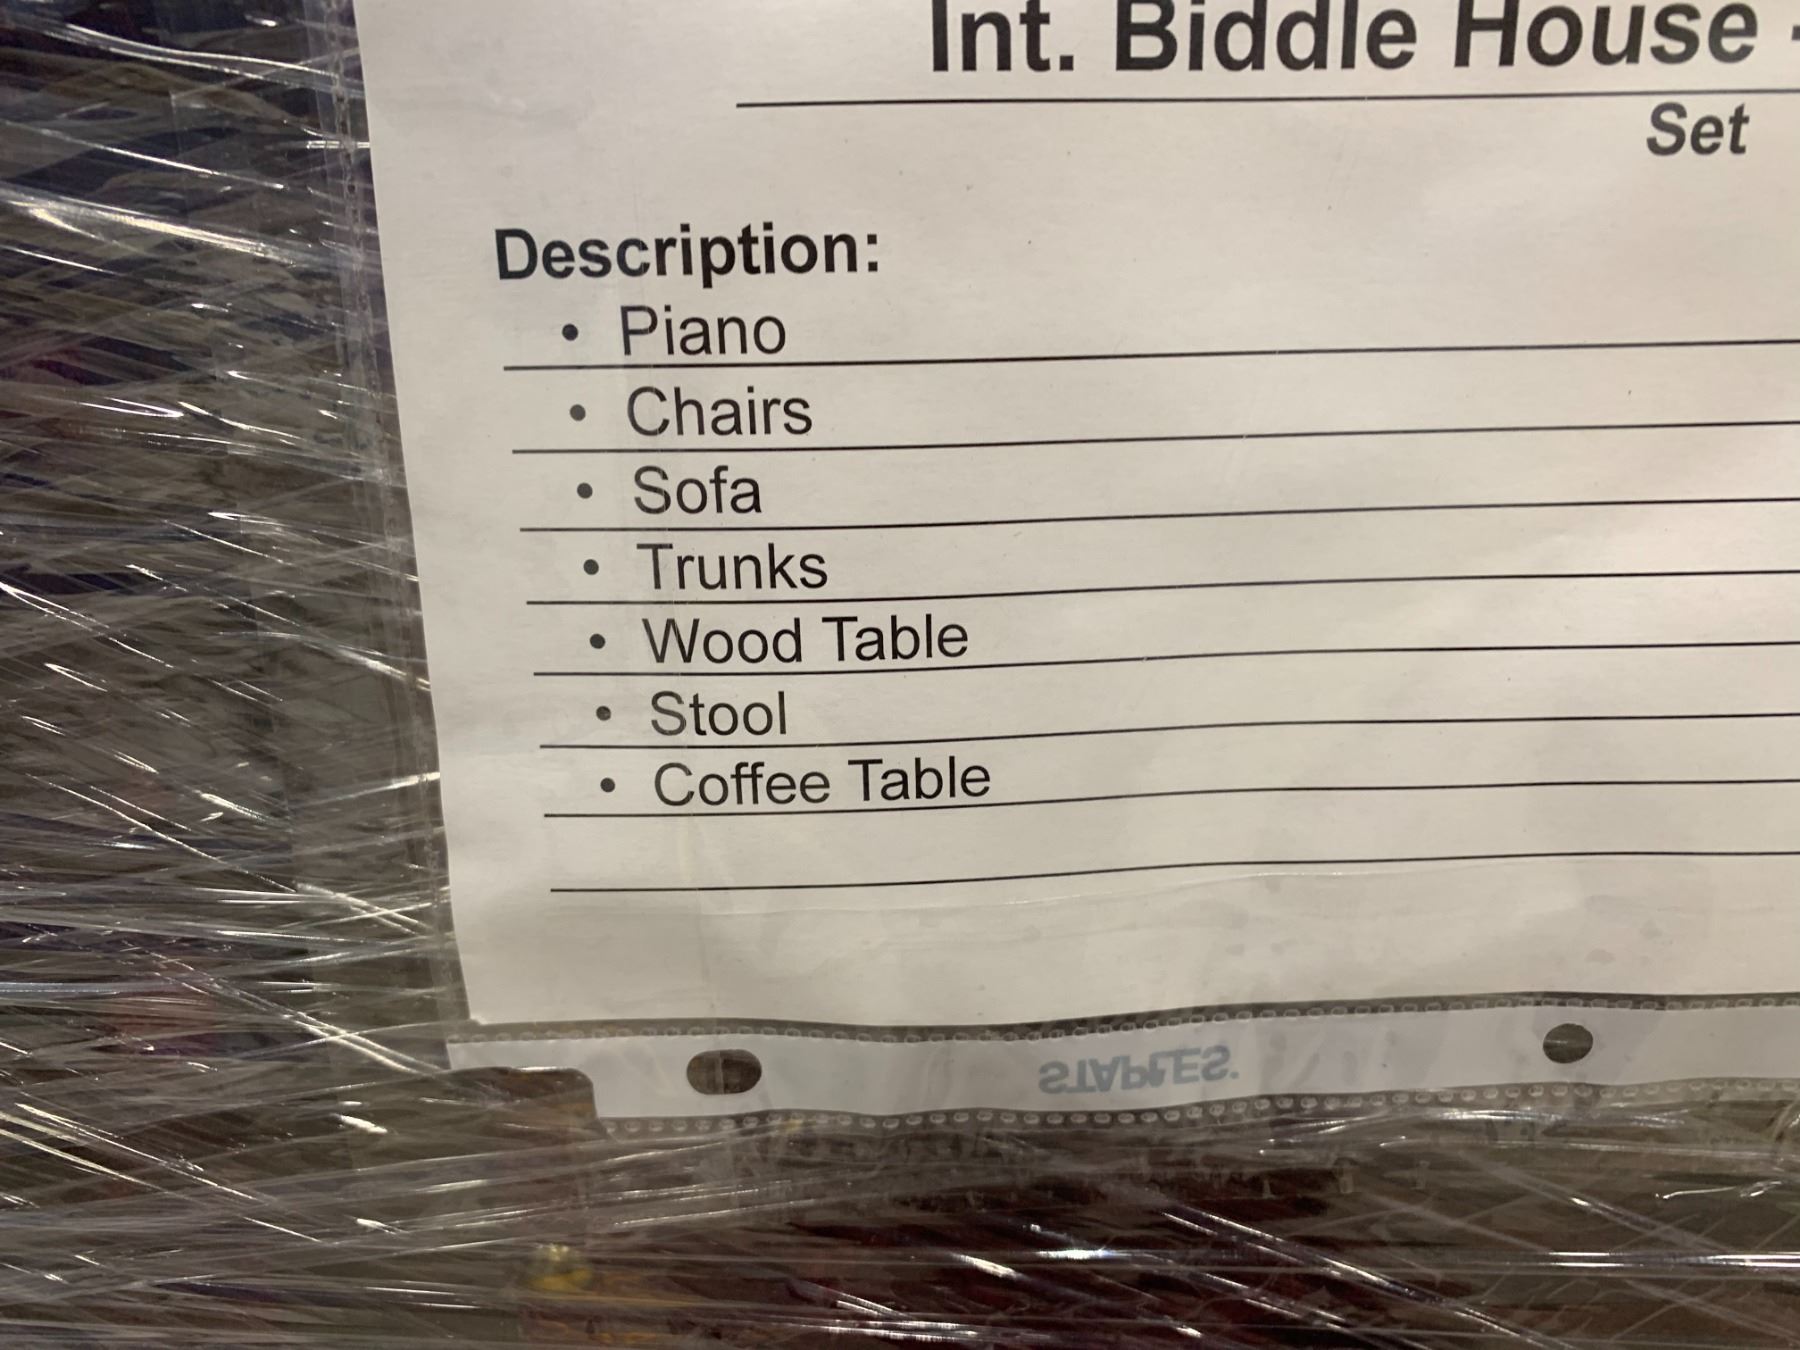 Int. Biddle House -
Set
Description:
• Piano
• Chairs
• Sofa
• Trunks
• Wood Table
• Stool
• Coffee Table
STAPLES.